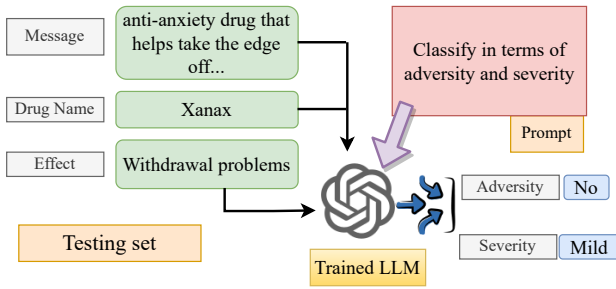 Message
anti-anxiety drug that
helps take the edge
off...
Drug Name
Xanax
Effect
Withdrawal problems
Testing set
Classify in terms of
adversity and severity
Prompt
Trained LLM
Adversity
No
Severity
Mild